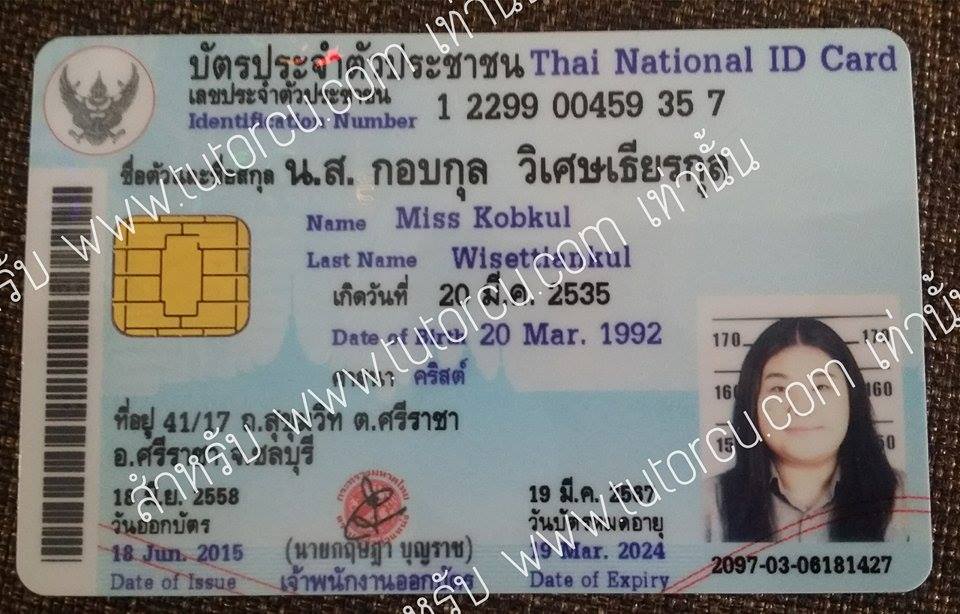 บัตรประจำตัวประชาชน Thai National ID Card
เลขประจำตัวประชาชน
Identification Number 1 2299 00459 35 7
ชื่อตัวและชื่อสกุล น.ส. กอบกุล วิเศษเธียรกุล
Name Miss Kobkul
Last Name Wisettiankul
เกิดวันที่ 20 มี.ค. 2535
Date of Birth 20 Mar. 1992
ศาสนา คริสต์
ที่อยู่ 41/17 ถ.สุขุมวิท ต.ศรีราชา
อ.ศรีราชา จ.ชลบุรี
18 มิ.ย. 2558
วันออกบัตร
18 Jun. 2015
Date of Issue
(นายกฤษฎา บุญราช)
เจ้าพนักงานออกบัตร
19 มี.ค. 2567
วันบัตรหมดอายุ
19 Mar. 2024
Date of Expiry
170 170
160 160
150 150
2097-03-06181427
สำหรับ www.tutorcu.com เท่านั้น
สำหรับ www.tutorcu.com เท่านั้น
สำหรับ www.tutorcu.com เท่านั้น